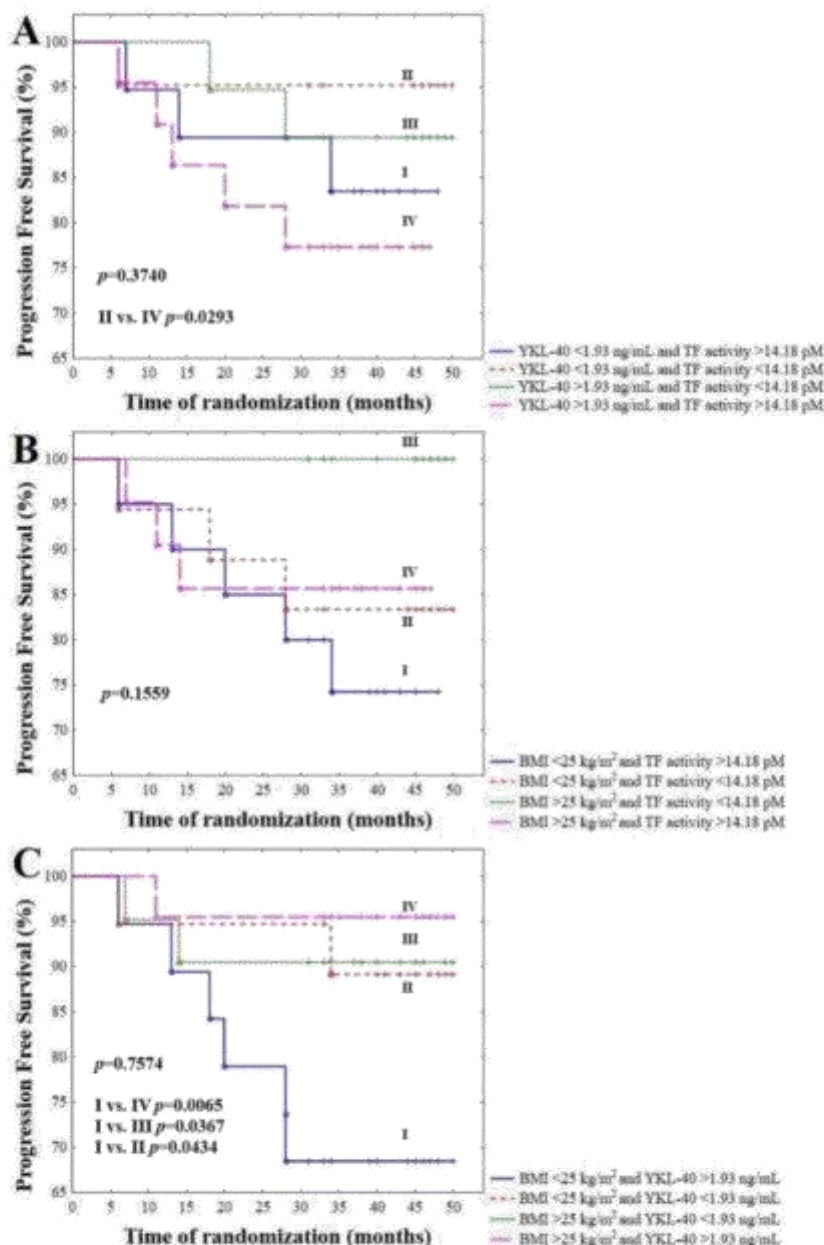 A
Progression Free Survival (%)
100
95
90
85
80
75
70
65
II
III
I
IV
p=0.3740
II vs. IV p=0.0293
0 5 10 15 20 25 30 35 40 45 50
Time of randomization (months)
YKL-40 <1.93 ng/mL and TF activity >14.18 pM
YKL-40 <1.93 ng/mL and TF activity <14.18 pM
YKL-40 >1.93 ng/mL and TF activity <14.18 pM
YKL-40 >1.93 ng/mL and TF activity >14.18 pM
B
Progression Free Survival (%)
100
95
90
85
80
75
70
65
III
IV
II
I
p=0.1559
0 5 10 15 20 25 30 35 40 45 50
Time of randomization (months)
BMI <25 kg/m² and TF activity >14.18 pM
BMI <25 kg/m² and TF activity <14.18 pM
BMI >25 kg/m² and TF activity <14.18 pM
BMI >25 kg/m² and TF activity >14.18 pM
C
Progression Free Survival (%)
100
95
90
85
80
75
70
65
IV
III
II
I
p=0.7574
I vs. IV p=0.0065
I vs. III p=0.0367
I vs. II p=0.0434
0 5 10 15 20 25 30 35 40 45 50
Time of randomization (months)
BMI <25 kg/m² and YKL-40 >1.93 ng/mL
BMI <25 kg/m² and YKL-40 <1.93 ng/mL
BMI >25 kg/m² and YKL-40 <1.93 ng/mL
BMI >25 kg/m² and YKL-40 >1.93 ng/mL